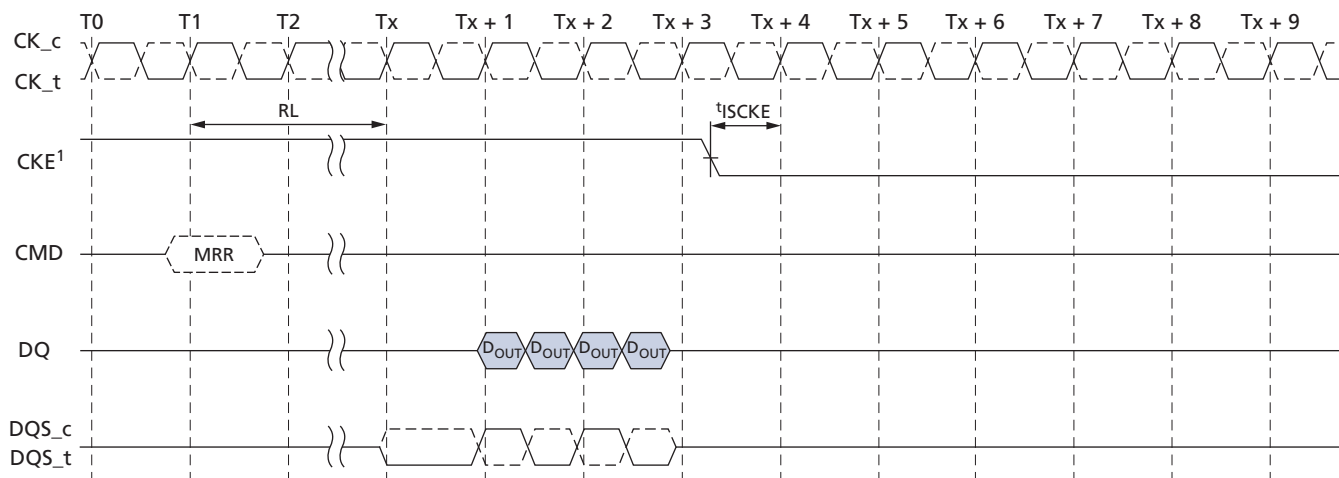 T0 T1 T2 Tx Tx + 1 Tx + 2 Tx + 3 Tx + 4 Tx + 5 Tx + 6 Tx + 7 Tx + 8 Tx + 9
CK_c
CK_t
RL
tISCKE
CKE1
CMD
MRR
DQ
DOUT DOUT DOUT DOUT
DQS_c
DQS_t